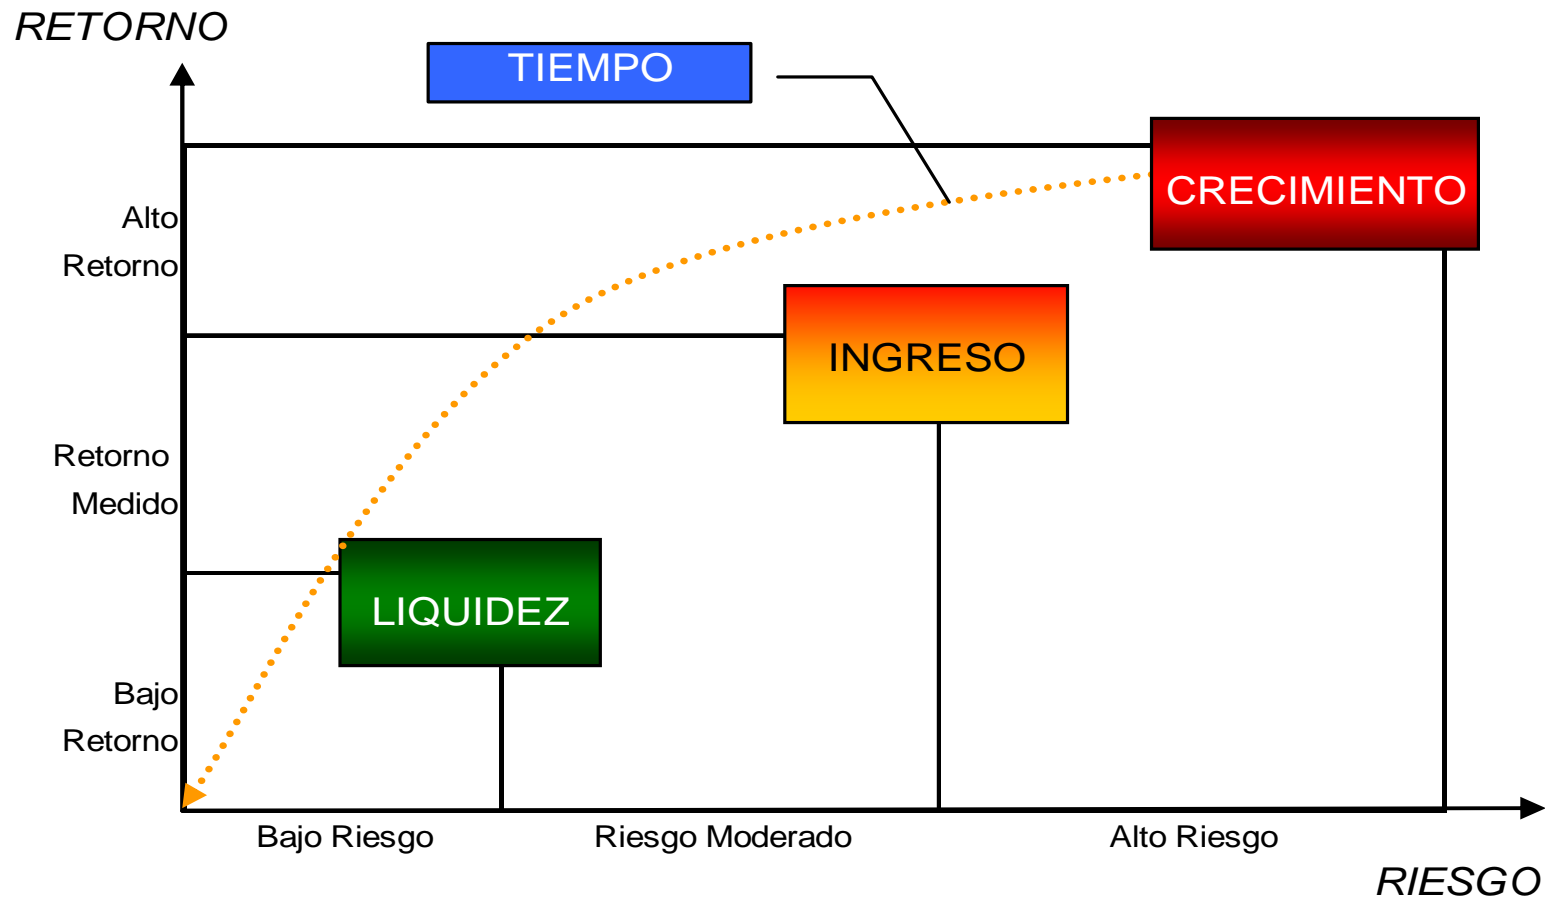 RETORNO
TIEMPO
CRECIMIENTO
Alto
Retorno
INGRESO
Retorno
Medido
LIQUIDEZ
Bajo
Retorno
Bajo Riesgo
Riesgo Moderado
Alto Riesgo
RIESGO